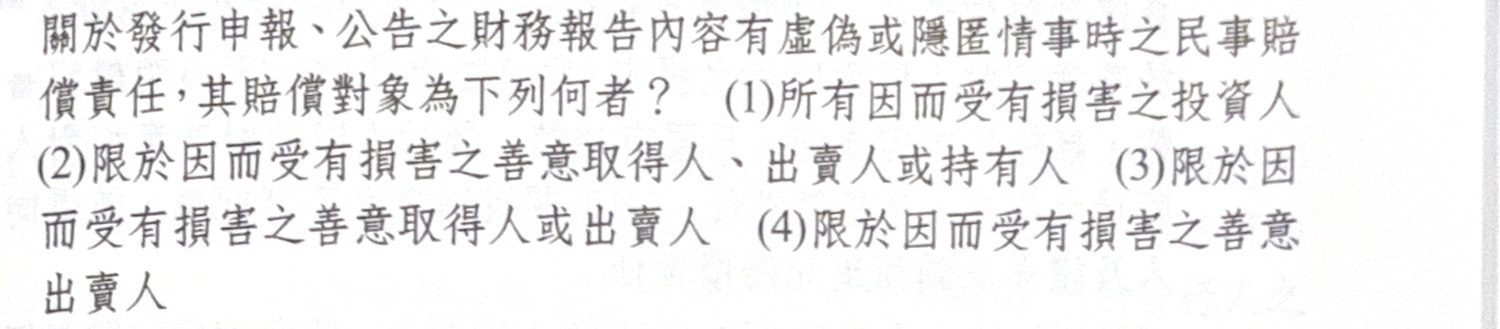 關於發行申報、公告之財務報告內容有虛偽或隱匿情事時之民事賠
償責任，其賠償對象為下列何者？ (1)所有因而受有損害之投資人
(2)限於因而受有損害之善意取得人、出賣人或持有人 (3)限於因
而受有損害之善意取得人或出賣人 (4)限於因而受有損害之善意
出賣人